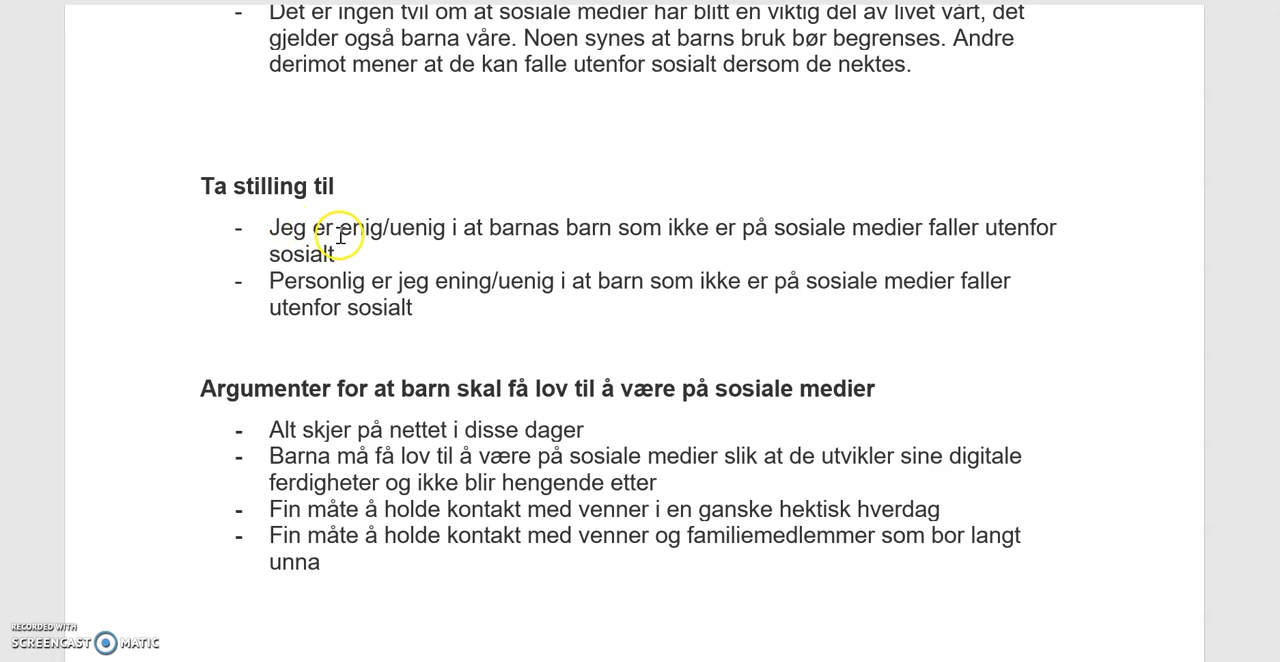 - Det er ingen tvil om at sosiale medier har blitt en viktig del av livet vårt, det
gjelder også barna våre. Noen synes at barns bruk bør begrenses. Andre
derimot mener at de kan falle utenfor sosialt dersom de nektes.
Ta stilling til
- Jeg er enig/uenig i at barnas barn som ikke er på sosiale medier faller utenfor
sosialt
- Personlig er jeg ening/uenig i at barn som ikke er på sosiale medier faller
utenfor sosialt
Argumenter for at barn skal få lov til å være på sosiale medier
- Alt skjer på nettet i disse dager
- Barna må få lov til å være på sosiale medier slik at de utvikler sine digitale
ferdigheter og ikke blir hengende etter
- Fin måte å holde kontakt med venner i en ganske hektisk hverdag
- Fin måte å holde kontakt med venner og familiemedlemmer som bor langt
unna
RECORDED WITH
SCREENCAST MATIC